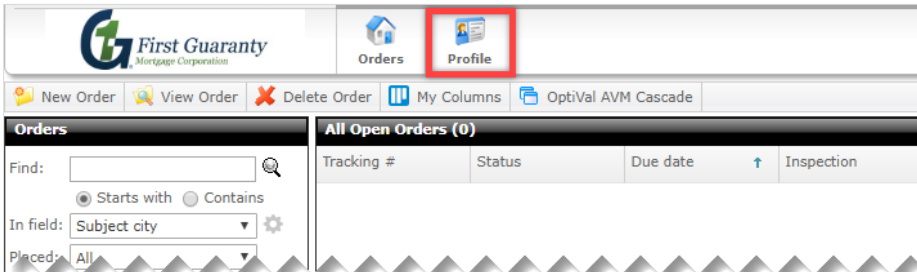 First Guaranty
Mortgage Corporation
Orders
Profile
New Order View Order Delete Order My Columns OptiVal AVM Cascade
Orders
All Open Orders (0)
Tracking # Status Due date ↑ Inspection
Find:
Starts with Contains
In field: Subject city
Placed: All